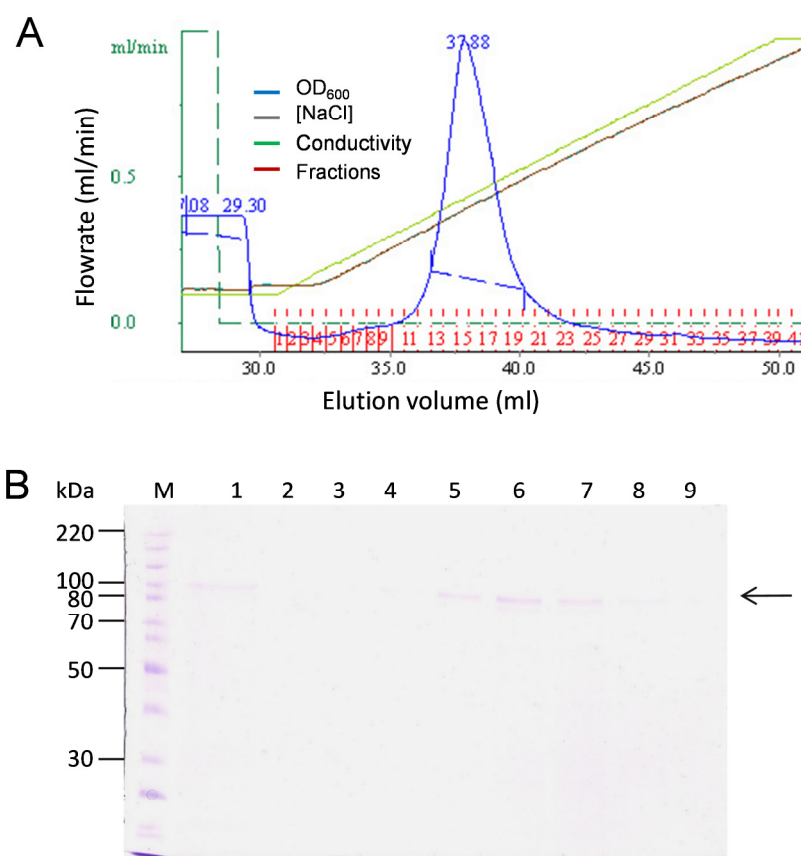 A
ml/min
37.88
OD600
[NaCl]
Conductivity
Fractions
Flowrate (ml/min)
0.5
7.08 29.30
0.0
1 2 3 4 5 6 7 8 9 11 13 15 17 19 21 23 25 27 29 31 33 35 37 39 4
30.0 35.0 40.0 45.0 50.0
Elution volume (ml)
B
kDa M 1 2 3 4 5 6 7 8 9
220
100
80
70
50
30